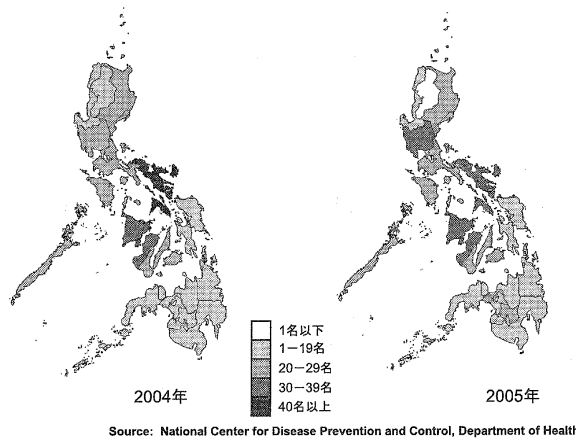 1名以下
1－19名
20－29名
30－39名
40名以上
2004年
2005年
Source: National Center for Disease Prevention and Control, Department of Health